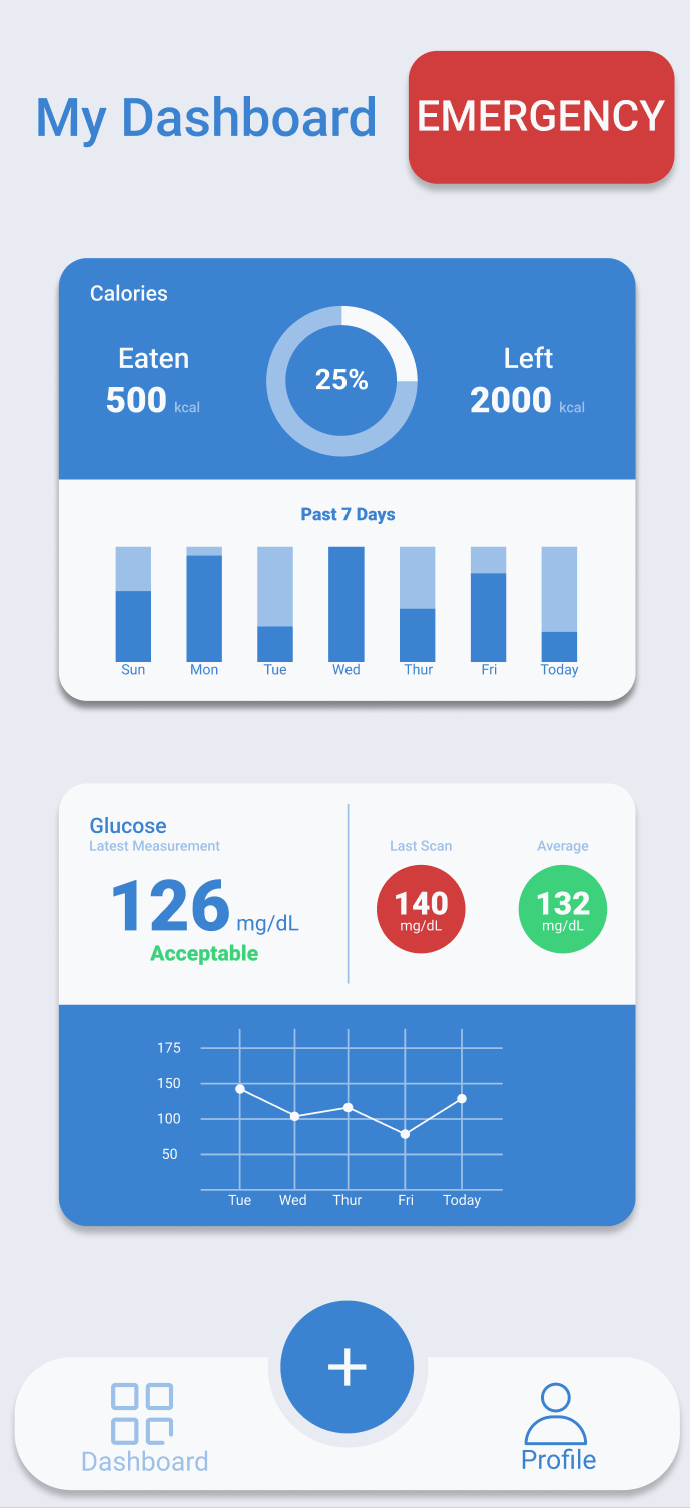 My Dashboard
EMERGENCY
Calories
Eaten
500 kcal
25%
Left
2000 kcal
Past 7 Days
Sun Mon Tue Wed Thur Fri Today
Glucose
Latest Measurement
126 mg/dL
Acceptable
Last Scan
140
mg/dL
Average
132
mg/dL
175
150
100
50
Tue Wed Thur Fri Today
+
Dashboard
Profile